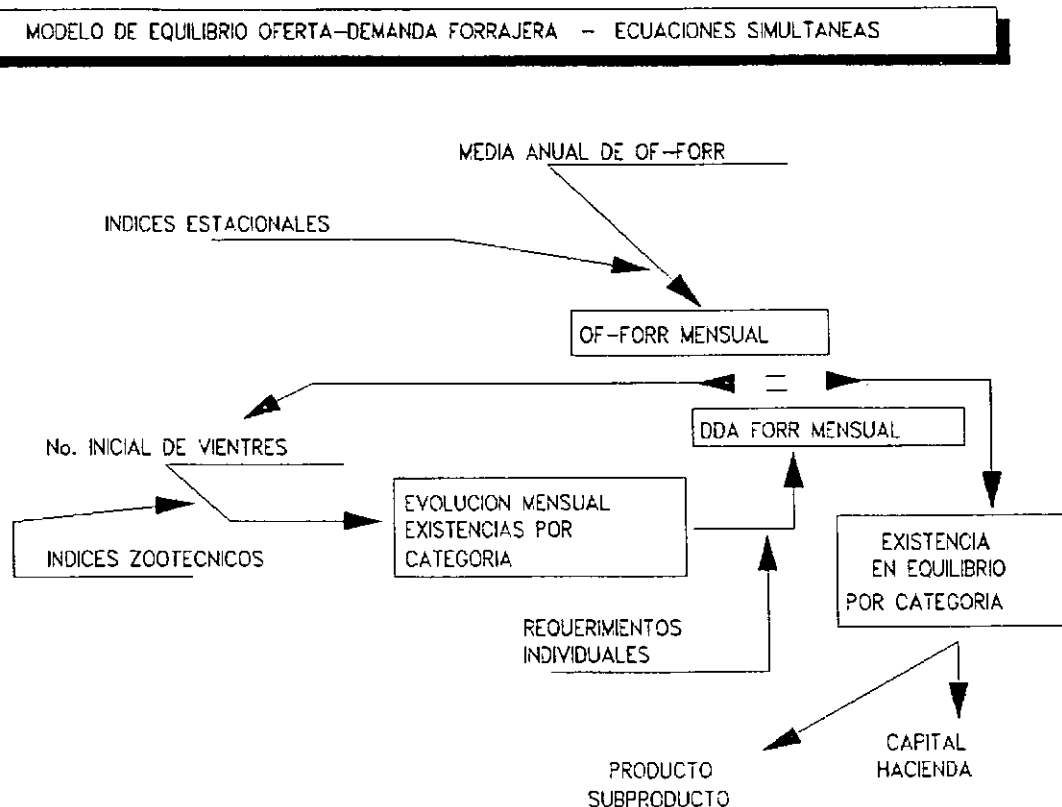 MODELO DE EQUILIBRIO OFERTA-DEMANDA FORRAJERA - ECUACIONES SIMULTANEAS
MEDIA ANUAL DE OF-FORR
INDICES ESTACIONALES
OF-FORR MENSUAL
=
DDA FORR MENSUAL
No. INICIAL DE VIENTRES
EVOLUCION MENSUAL
EXISTENCIAS POR
CATEGORIA
INDICES ZOOTECNICOS
EXISTENCIA
EN EQUILIBRIO
POR CATEGORIA
REQUERIMIENTOS
INDIVIDUALES
CAPITAL
HACIENDA
PRODUCTO
SUBPRODUCTO